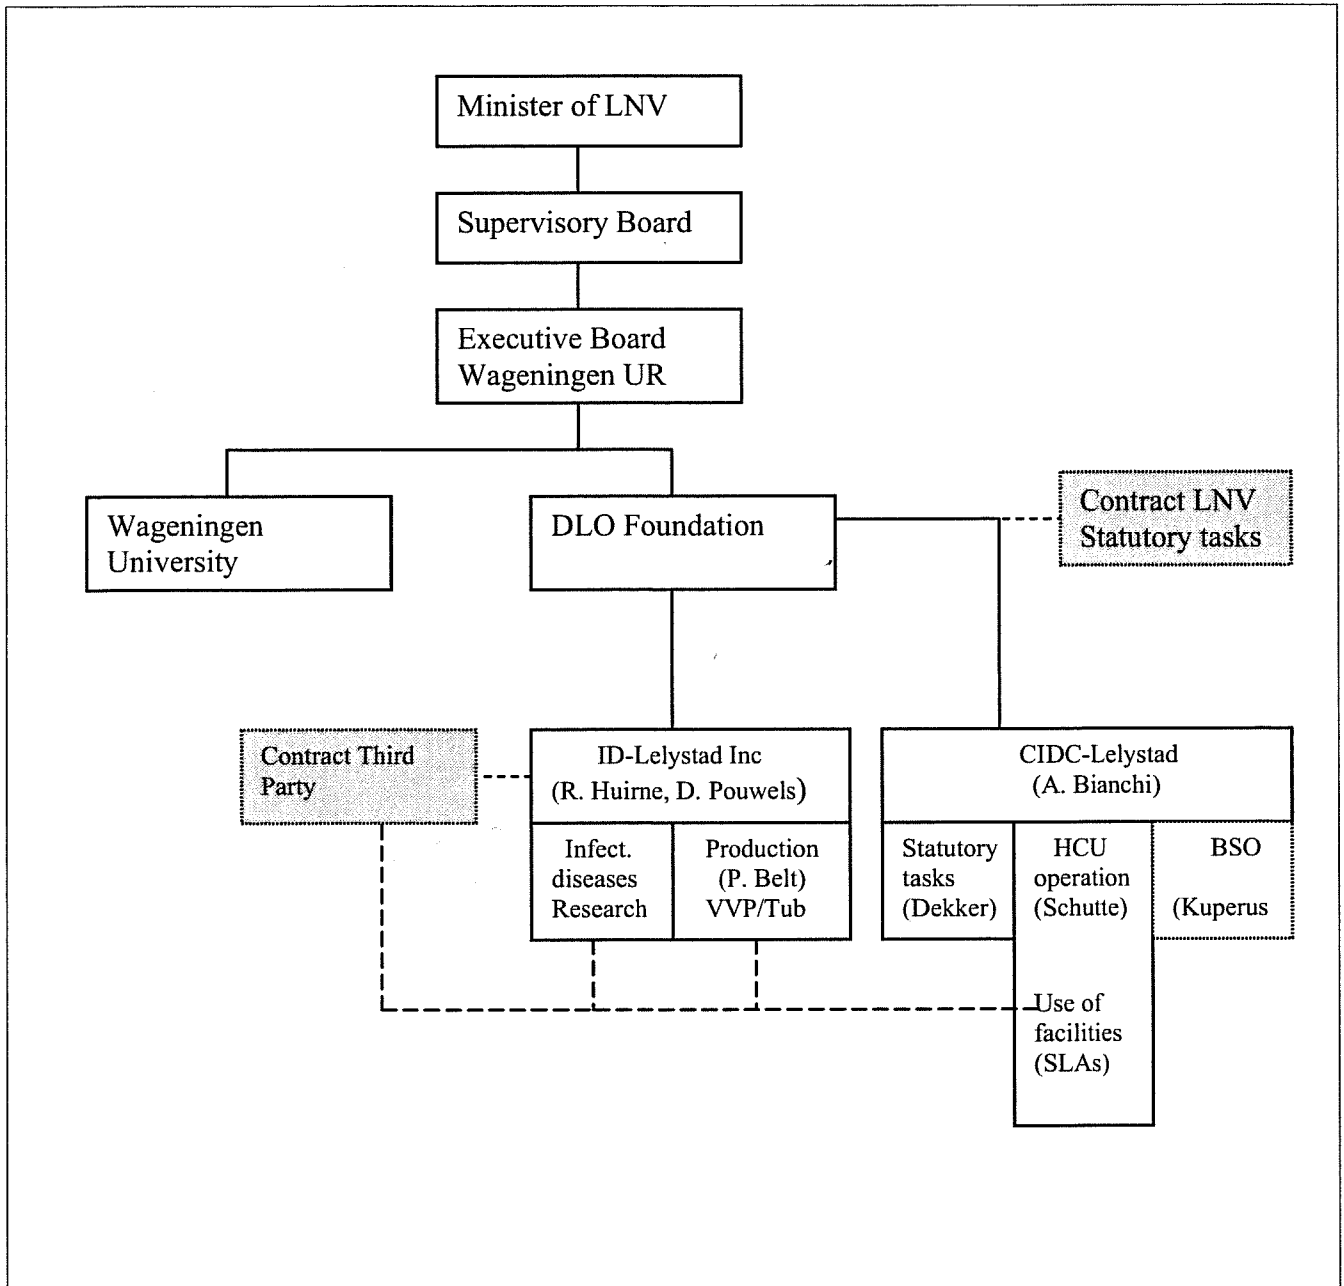 Minister of LNV
Supervisory Board
Executive Board
Wageningen UR
Wageningen
University
DLO Foundation
Contract LNV
Statutory tasks
Contract Third
Party
ID-Lelystad Inc
(R. Huirne, D. Pouwels)
Infect.
diseases
Research
Production
(P. Belt)
VVP/Tub
CIDC-Lelystad
(A. Bianchi)
Statutory
tasks
(Dekker)
HCU
operation
(Schutte)
BSO
(Kuperus
Use of
facilities
(SLAs)